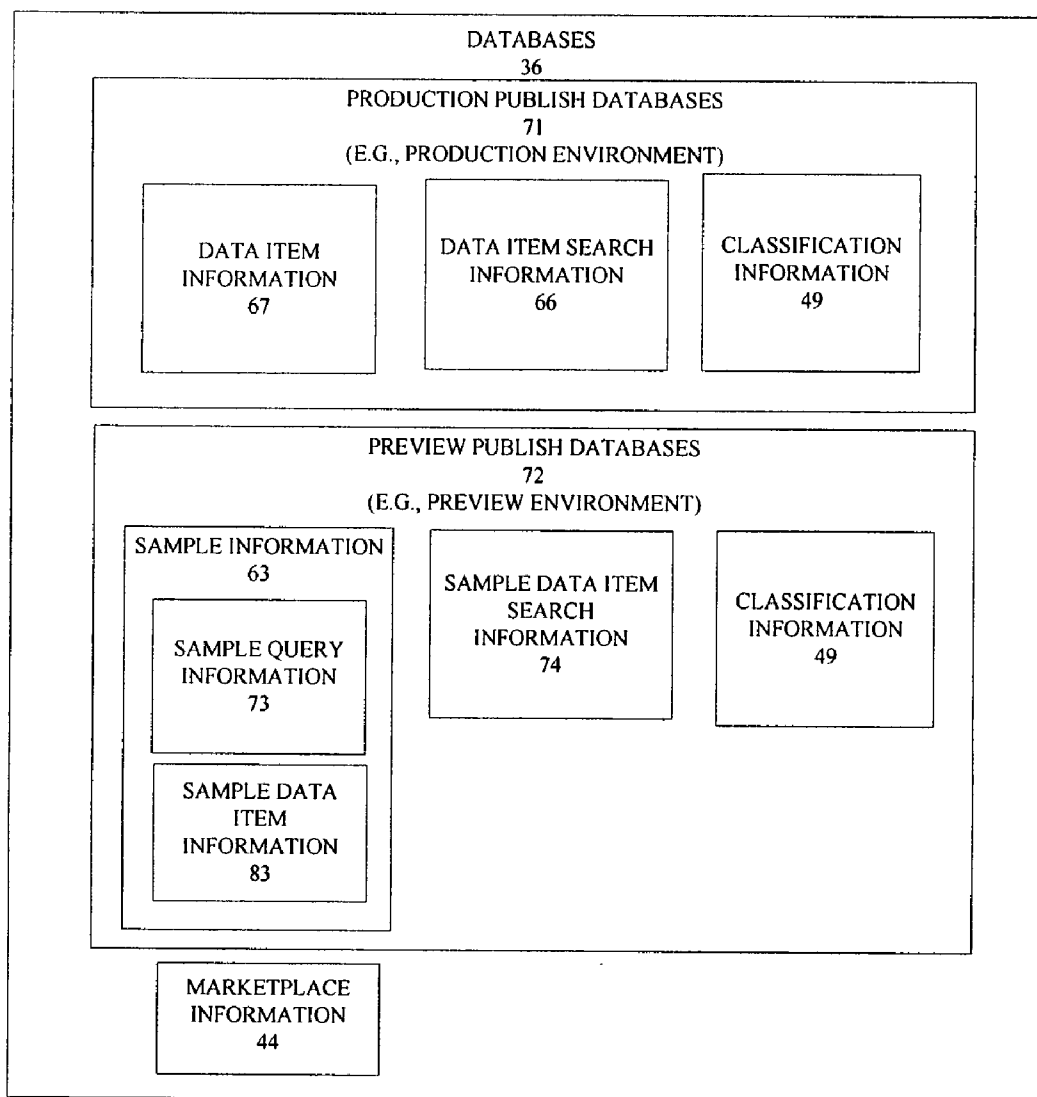 DATABASES
36
PRODUCTION PUBLISH DATABASES
71
(E.G., PRODUCTION ENVIRONMENT)
DATA ITEM
INFORMATION
67
DATA ITEM SEARCH
INFORMATION
66
CLASSIFICATION
INFORMATION
49
PREVIEW PUBLISH DATABASES
72
(E.G., PREVIEW ENVIRONMENT)
SAMPLE INFORMATION
63
SAMPLE QUERY
INFORMATION
73
SAMPLE DATA
ITEM
INFORMATION
83
SAMPLE DATA ITEM
SEARCH
INFORMATION
74
CLASSIFICATION
INFORMATION
49
MARKETPLACE
INFORMATION
44